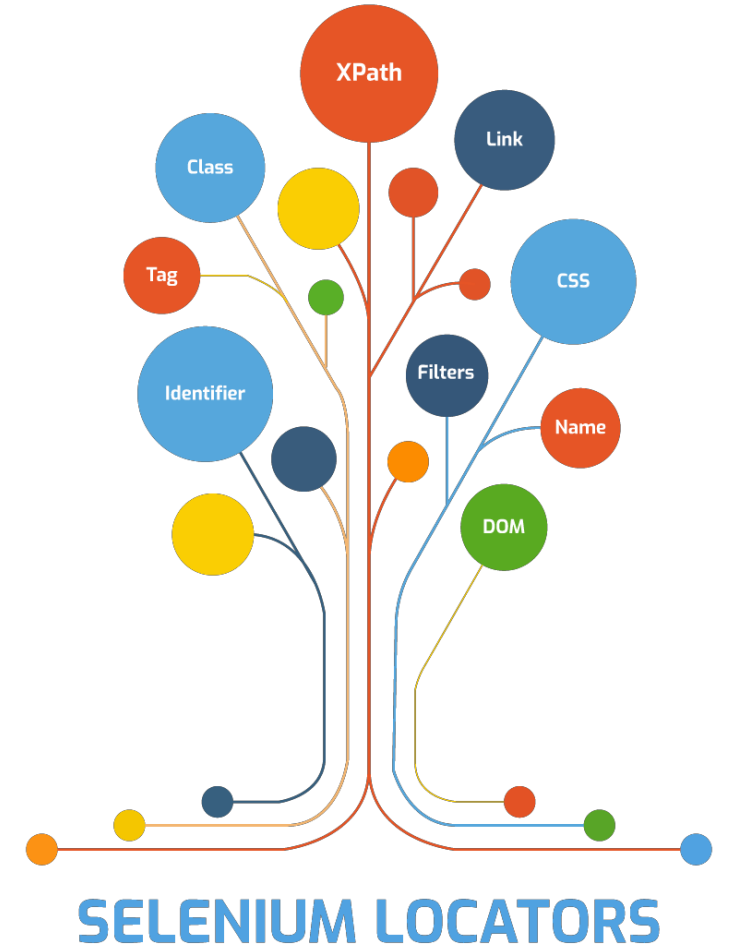 XPath
Link
Class
Tag
CSS
Filters
Identifier
Name
DOM
SELENIUM LOCATORS